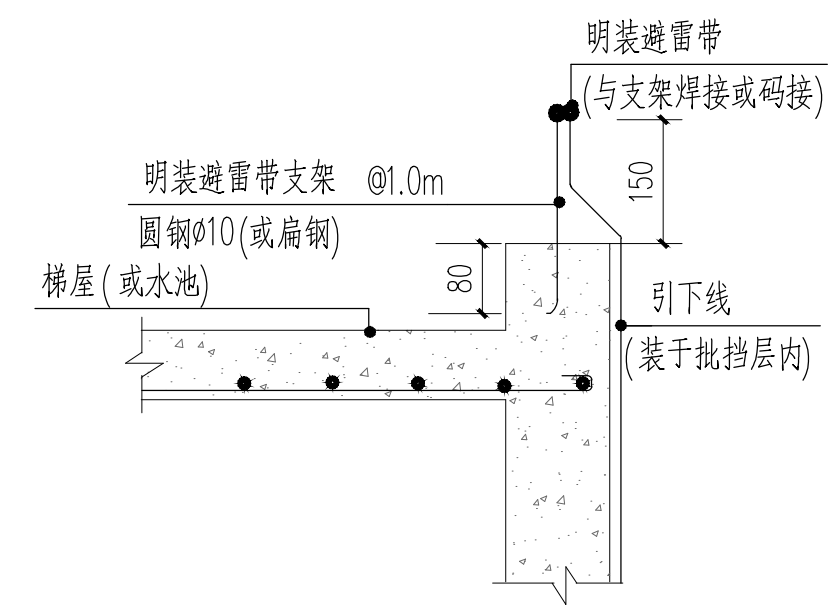 明装避雷带
(与支架焊接或码接)
150
明装避雷带支架 @1.0m
圆钢ø10(或扁钢)
80
梯屋(或水池)
引下线
(装于批挡层内)